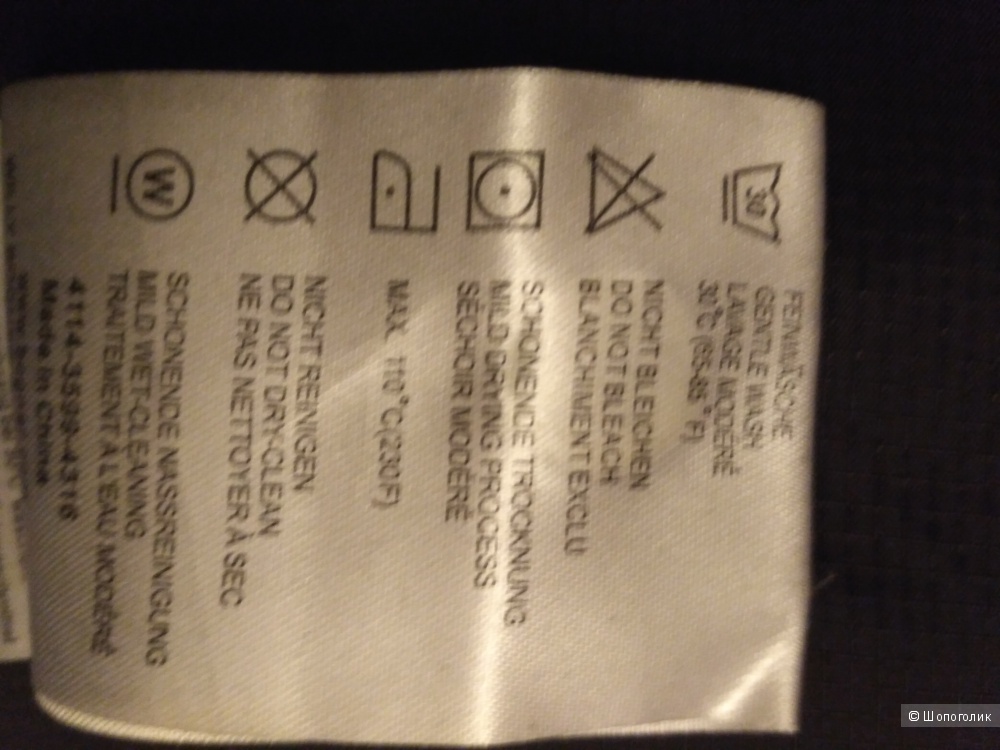 30
FEINWÄSCHE
GENTLE WASH
LAVAGE MODÉRÉ
30°C (65-85°F)
NICHT BLEICHEN
DO NOT BLEACH
BLANCHIMENT EXCLU
SCHONENDE TROCKNUNG
MILD DRYING PROCESS
SÉCHOIR MODÉRÉ
MAX. 110°C(230F)
NICHT REINIGEN
DO NOT DRY-CLEAN
NE PAS NETTOYER À SEC
W
SCHONENDE NASSREINIGUNG
MILD WET-CLEANING
TRAITEMENT À L'EAU MODÉRÉ
Made in China
© Шопоголик